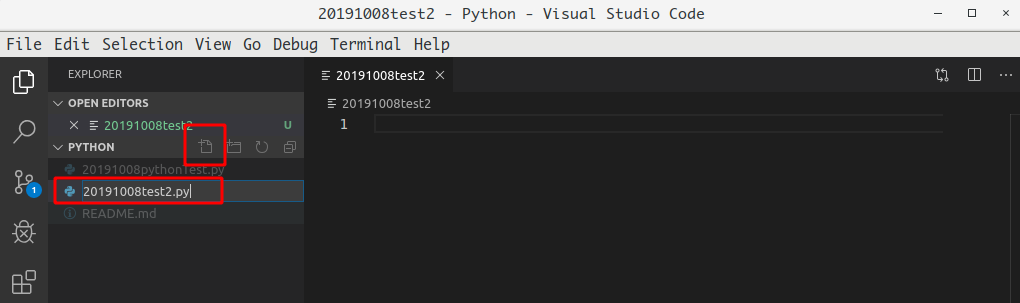 20191008test2 - Python - Visual Studio Code
File Edit Selection View Go Debug Terminal Help
EXPLORER
OPEN EDITORS
20191008test2 U
PYTHON
20191008pythonTest.py
20191008test2.py
README.md
1
20191008test2
20191008test2
1